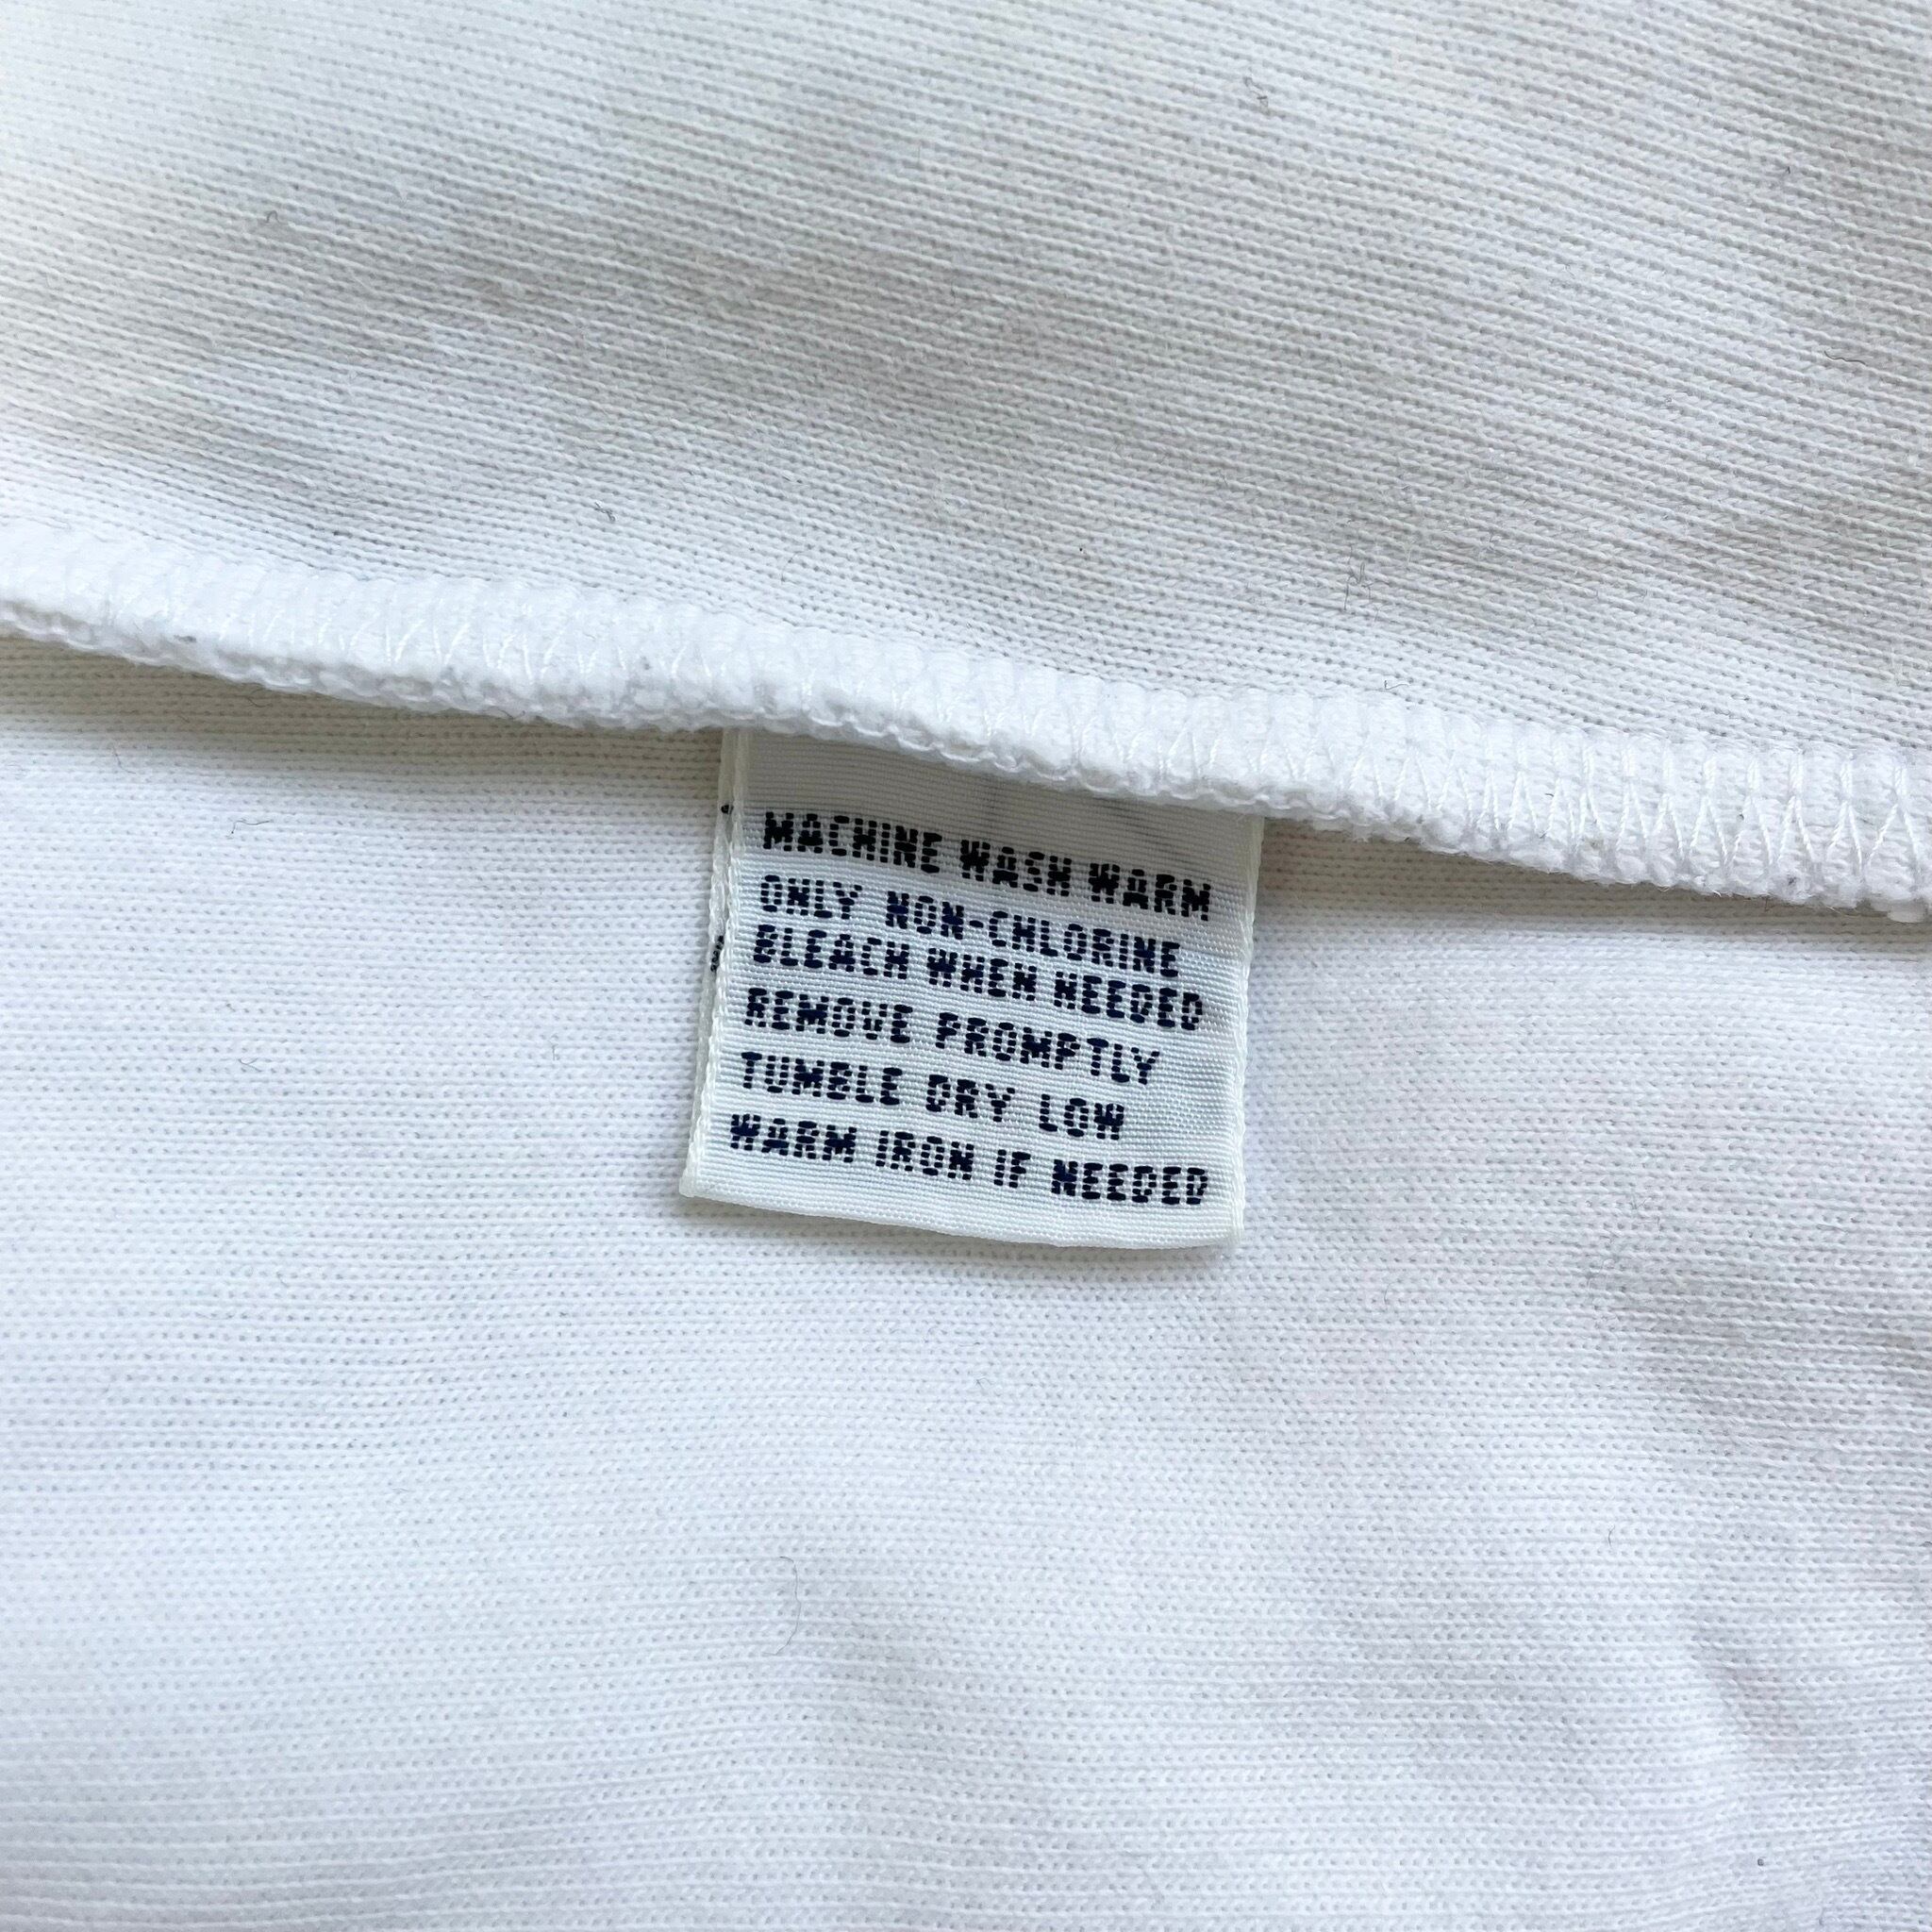 MACHINE WASH WARM
ONLY NON-CHLORINE
BLEACH WHEN NEEDED
REMOVE PROMPTLY
TUMBLE DRY LOW
WARM IRON IF NEEDED